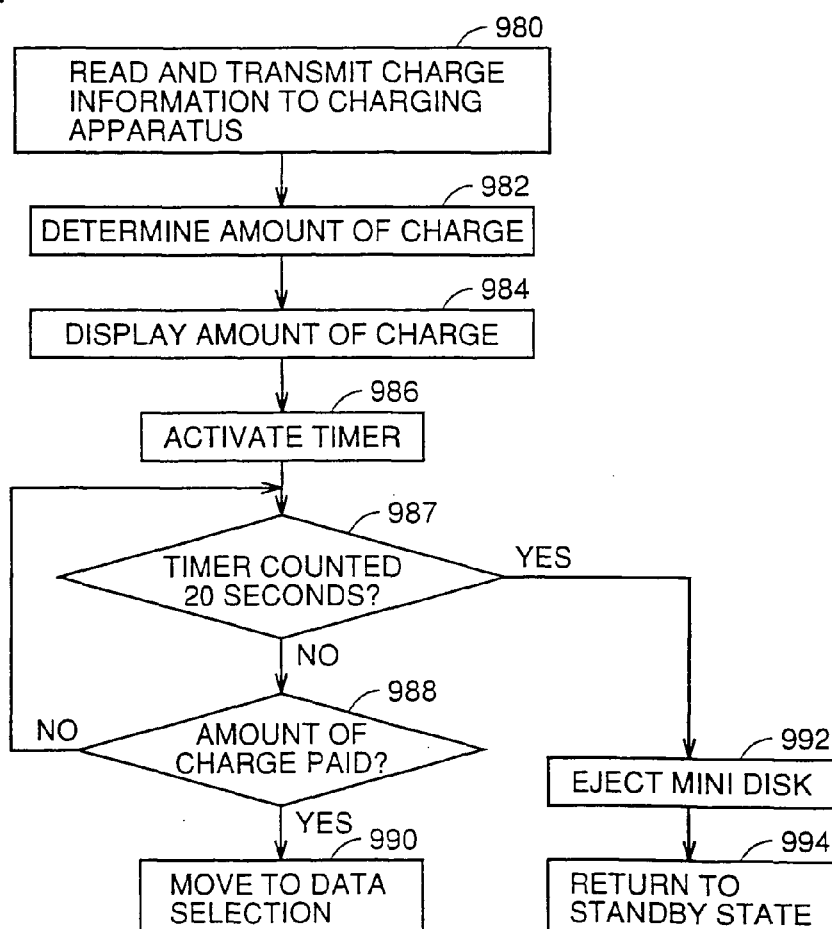 980
READ AND TRANSMIT CHARGE
INFORMATION TO CHARGING
APPARATUS
982
DETERMINE AMOUNT OF CHARGE
984
DISPLAY AMOUNT OF CHARGE
986
ACTIVATE TIMER
987
TIMER COUNTED
20 SECONDS?
YES
NO
988
AMOUNT OF
CHARGE PAID?
NO
YES
990
MOVE TO DATA
SELECTION
992
EJECT MINI DISK
994
RETURN TO
STANDBY STATE